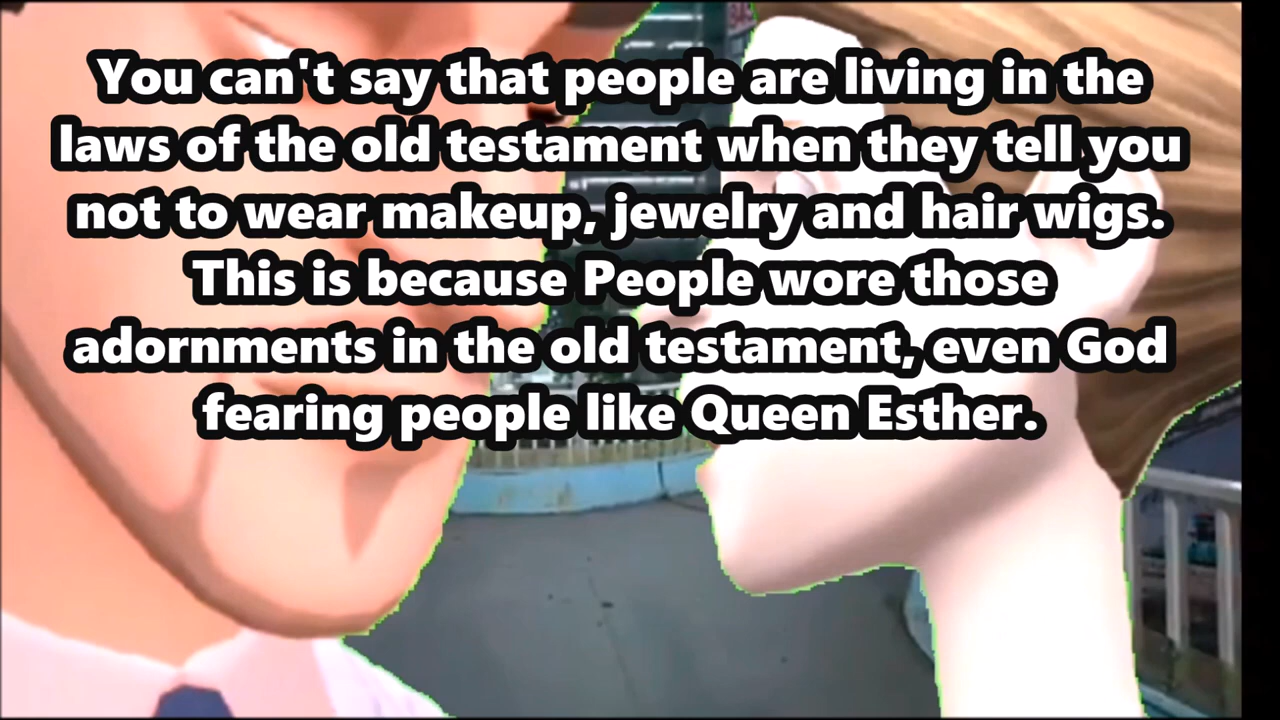 You can't say that people are living in the
laws of the old testament when they tell you
not to wear makeup, jewelry and hair wigs.
This is because People wore those
adornments in the old testament, even God
fearing people like Queen Esther.